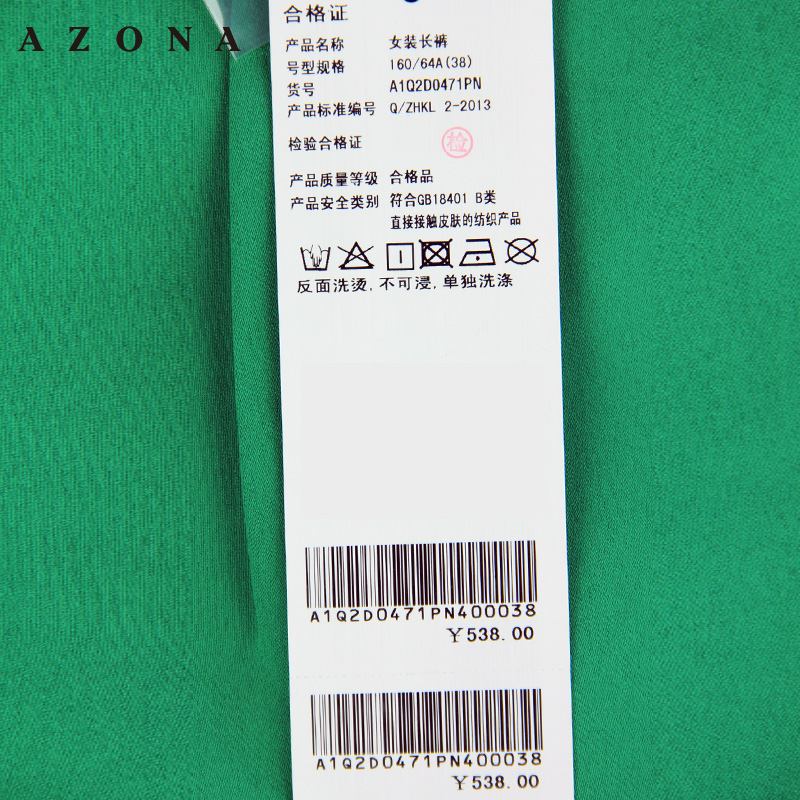 AZONA
合格证
产品名称 女装长裤
号型规格 160/64A(38)
货号 A1Q2D0471PN
产品标准编号 Q/ZHKL 2-2013
检验合格证 检
产品质量等级 合格品
产品安全类别 符合GB18401 B类
直接接触皮肤的纺织产品
反面洗烫,不可浸,单独洗涤
A1Q2D0471PN400038
¥538.00
A1Q2D0471PN400038
¥538.00